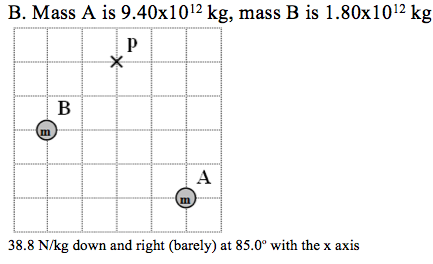 B. Mass A is 9.40x10¹² kg, mass B is 1.80x10¹² kg
p
B
m
A
m
38.8 N/kg down and right (barely) at 85.0° with the x axis